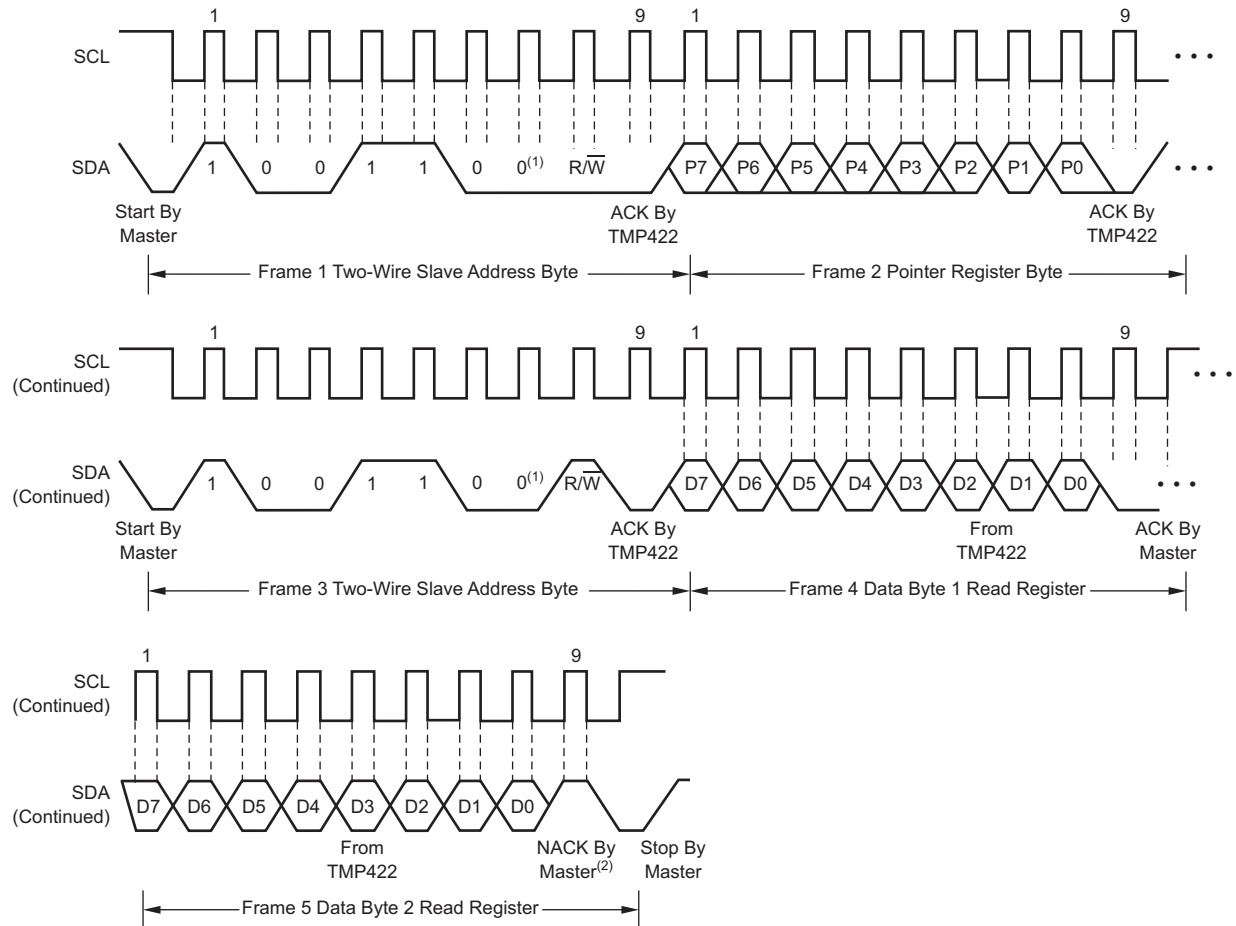 1 9 1 9
SCL
SDA
1 0 0 1 1 0 0(1) R/W P7 P6 P5 P4 P3 P2 P1 P0
Start By
Master
ACK By
TMP422
ACK By
TMP422
Frame 1 Two-Wire Slave Address Byte
Frame 2 Pointer Register Byte
1 9 1 9
SCL
(Continued)
SDA
(Continued)
1 0 0 1 1 0 0(1) R/W D7 D6 D5 D4 D3 D2 D1 D0
Start By
Master
ACK By
TMP422
From
TMP422
ACK By
Master
Frame 3 Two-Wire Slave Address Byte
Frame 4 Data Byte 1 Read Register
1 9
SCL
(Continued)
SDA
(Continued)
D7 D6 D5 D4 D3 D2 D1 D0
From
TMP422
NACK By
Master(2)
Stop By
Master
Frame 5 Data Byte 2 Read Register